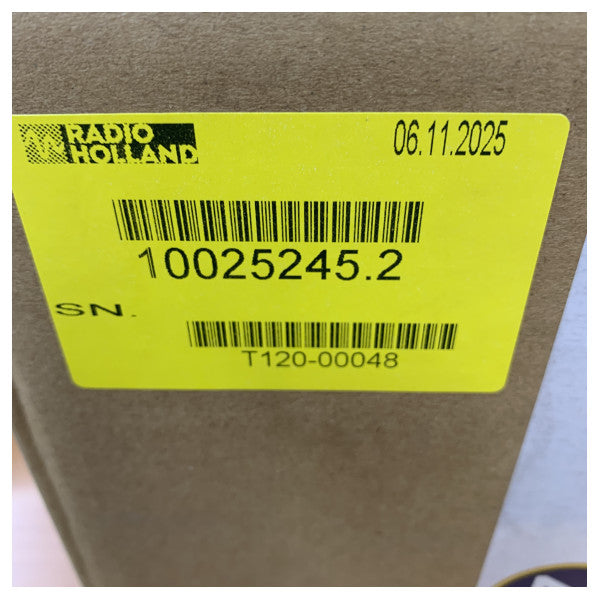 RADIO
HOLLAND
06.11.2025
10025245.2
SN.
T120-00048